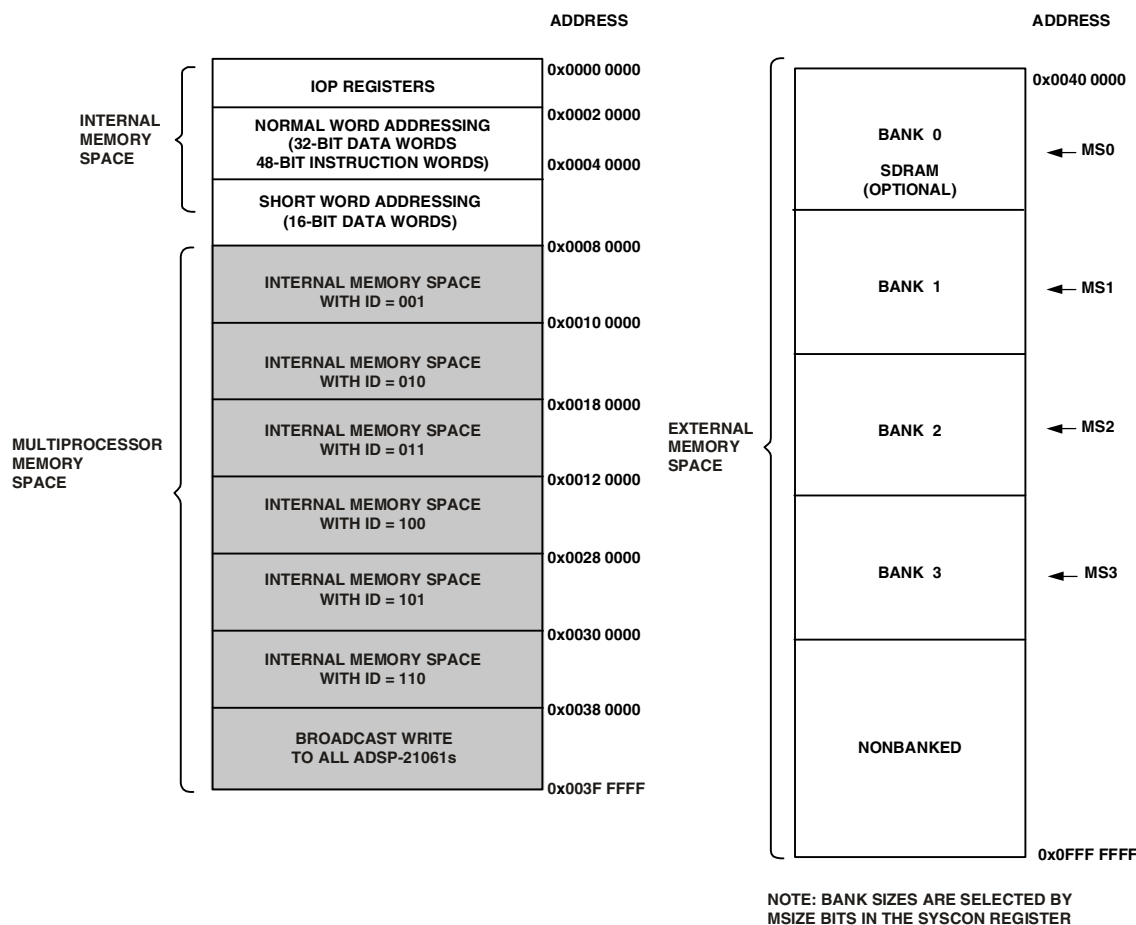 ADDRESS
INTERNAL
MEMORY
SPACE
IOP REGISTERS
0x0000 0000
NORMAL WORD ADDRESSING
(32-BIT DATA WORDS
48-BIT INSTRUCTION WORDS)
0x0002 0000
0x0004 0000
SHORT WORD ADDRESSING
(16-BIT DATA WORDS)
0x0008 0000
MULTIPROCESSOR
MEMORY
SPACE
INTERNAL MEMORY SPACE
WITH ID = 001
0x0010 0000
INTERNAL MEMORY SPACE
WITH ID = 010
0x0018 0000
INTERNAL MEMORY SPACE
WITH ID = 011
0x0012 0000
INTERNAL MEMORY SPACE
WITH ID = 100
0x0028 0000
INTERNAL MEMORY SPACE
WITH ID = 101
0x0030 0000
INTERNAL MEMORY SPACE
WITH ID = 110
0x0038 0000
BROADCAST WRITE
TO ALL ADSP-21061s
0x003F FFFF
ADDRESS
0x0040 0000
EXTERNAL
MEMORY
SPACE
BANK 0
SDRAM
(OPTIONAL)
MS0
BANK 1
MS1
BANK 2
MS2
BANK 3
MS3
NONBANKED
0x0FFF FFFF
NOTE: BANK SIZES ARE SELECTED BY
MSIZE BITS IN THE SYSCON REGISTER